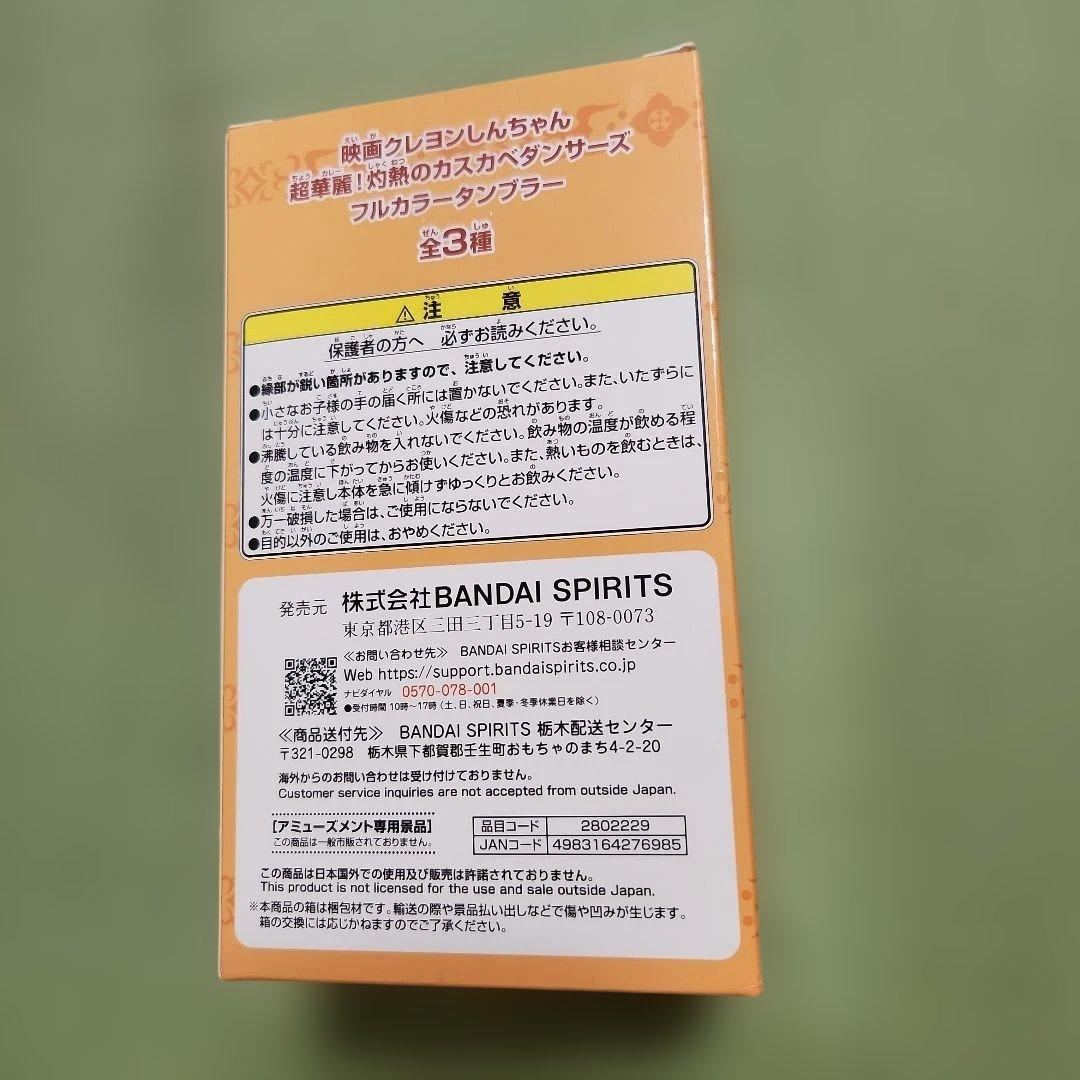 映画クレヨンしんちゃん
超華麗!灼熱のカスカベダンサーズ
フルカラータンブラー
全3種
⚠注意
保護者の方へ 必ずお読みください。
●縁部が鋭い箇所がありますので、注意してください。
●小さなお子様の手の届く所には置かないでください。また、いたずらに
は十分に注意してください。火傷などの恐れがあります。
●沸騰している飲み物を入れないでください。飲み物の温度が飲める程
度の温度に下がってからお使いください。また、熱いものを飲むときは、
火傷に注意し本体を急に傾けずゆっくりとお飲みください。
●万一破損した場合は、ご使用にならないでください。
●目的以外のご使用は、おやめください。
発売元 株式会社BANDAI SPIRITS
東京都港区三田三丁目5-19 〒108-0073
≪お問い合わせ先≫ BANDAI SPIRITSお客様相談センター
Web https://support.bandaispirits.co.jp
ナビダイヤル 0570-078-001
●受付時間 10時~17時(土、日、祝日、夏季・冬季休業日を除く)
≪商品送付先≫ BANDAI SPIRITS 栃木配送センター
〒321-0298 栃木県下都賀郡壬生町おもちゃのまち4-2-20
海外からのお問い合わせは受け付けておりません。
Customer service inquiries are not accepted from outside Japan.
[アミューズメント専用景品]
この商品は一般市販されておりません。
品目コード 2802229
JANコード 4983164276985
この商品は日本国外での使用及び販売は許諾されておりません。
This product is not licensed for the use and sale outside Japan.
※本商品の箱は梱包材です。輸送の際や景品払い出しなどで傷や凹みが生じます。
箱の交換には応じかねますのでご了承ください。